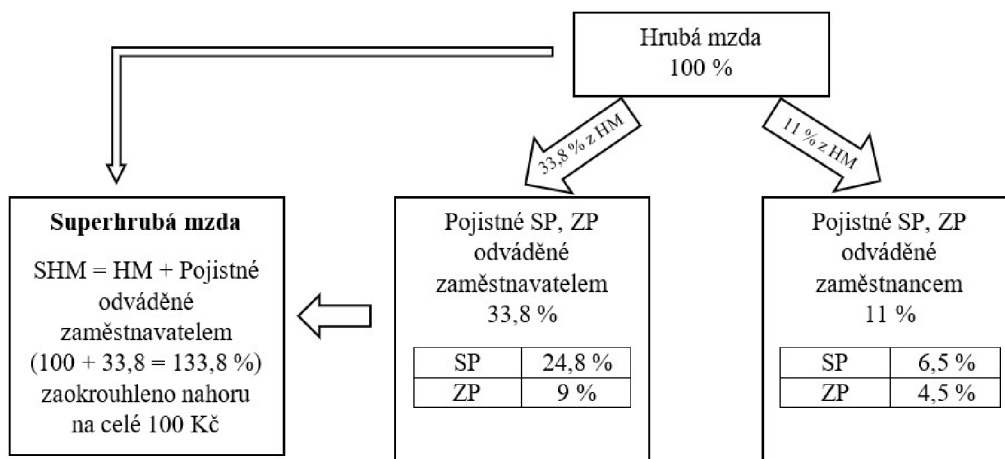 Hrubá mzda
100 %
33,8 % z HM
11 % z HM
Superhrubá mzda
SHM = HM + Pojistné
odváděné
zaměstnavatelem
(100 + 33,8 = 133,8 %)
zaokrouhleno nahoru
na celé 100 Kč
Pojistné SP, ZP
odváděné
zaměstnavatelem
33,8 %
SP 24,8 %
ZP 9 %
Pojistné SP, ZP
odváděné
zaměstnancem
11 %
SP 6,5 %
ZP 4,5 %